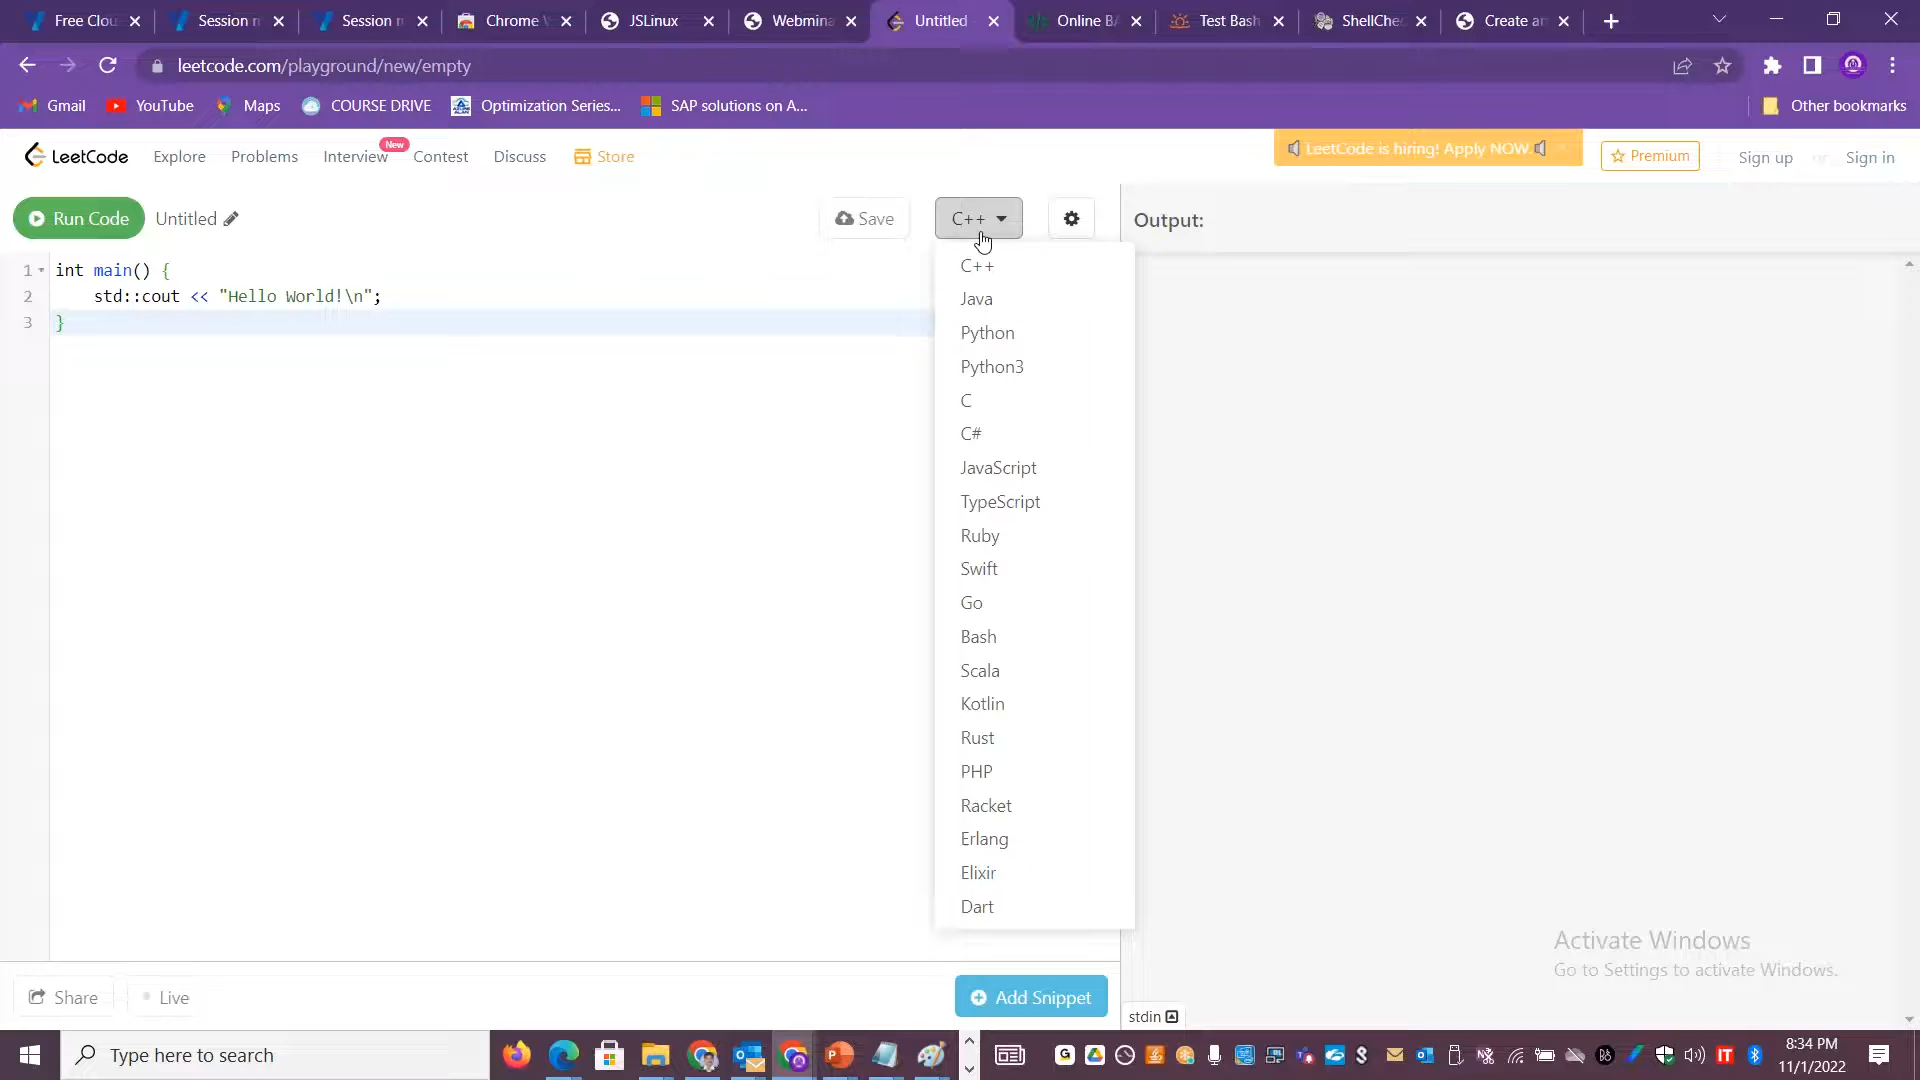 Free Clou
Session m
Session m
Chrome W
JSLinux
Webmina
Untitled
Online BA
Test Bash
ShellChec
Create an
leetcode.com/playground/new/empty
Gmail
YouTube
Maps
COURSE DRIVE
Optimization Series...
SAP solutions on A...
Other bookmarks
LeetCode
Explore
Problems
Interview
New
Contest
Discuss
Store
LeetCode is hiring! Apply NOW
Premium
Sign up
or
Sign in
Run Code
Untitled
Save
C++
Output:
1 int main() {
2 std::cout << "Hello World!\n";
3 }
C++
Java
Python
Python3
C
C#
JavaScript
TypeScript
Ruby
Swift
Go
Bash
Scala
Kotlin
Rust
PHP
Racket
Erlang
Elixir
Dart
Activate Windows
Go to Settings to activate Windows.
Share
Live
Add Snippet
stdin
Type here to search
IT
8:34 PM
11/1/2022